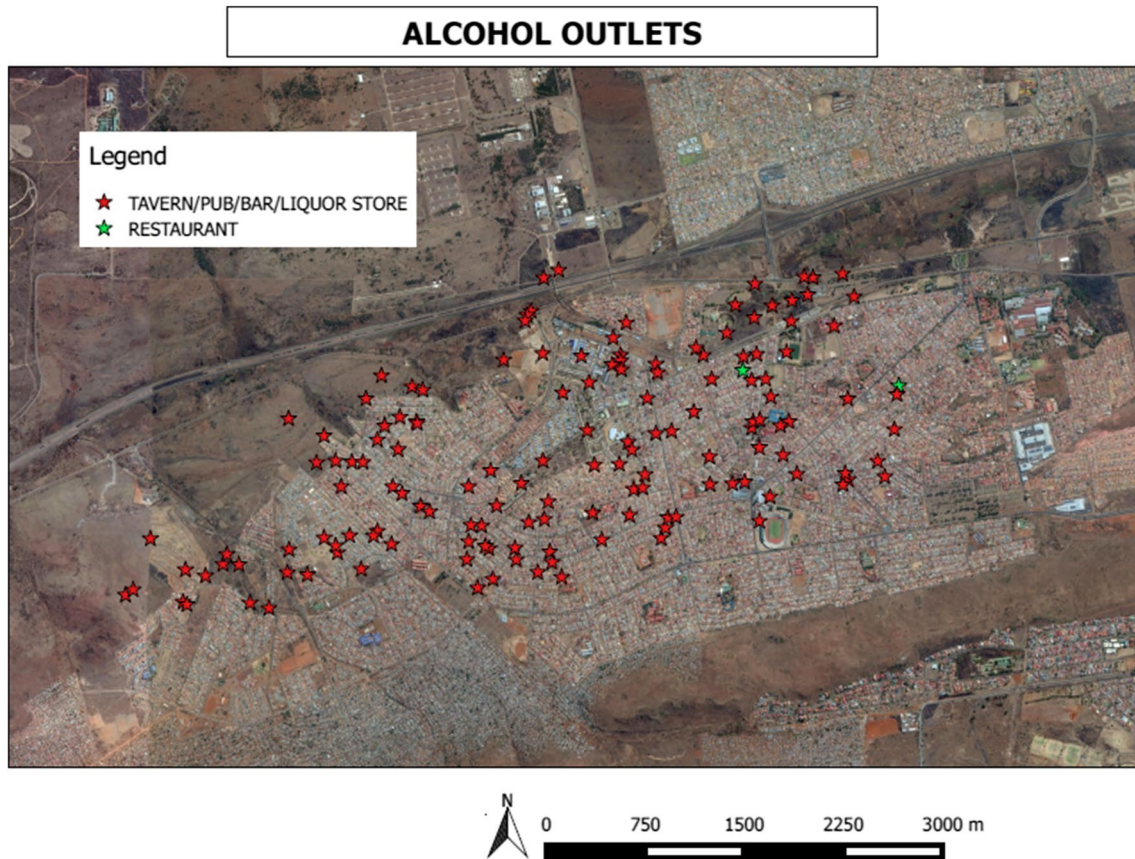 ALCOHOL OUTLETS
Legend
TAVERN/PUB/BAR/LIQUOR STORE
RESTAURANT
N
0 750 1500 2250 3000 m